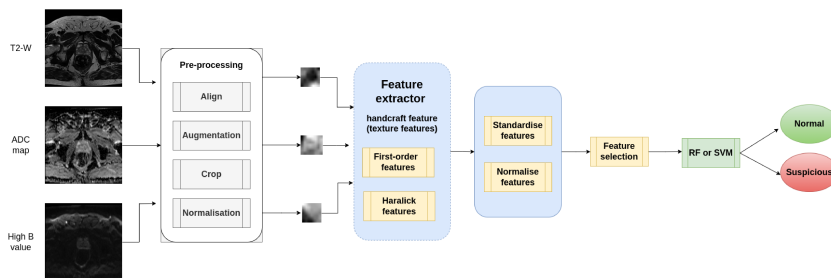 T2-W
ADC
map
High B
value
Pre-processing
Align
Augmentation
Crop
Normalisation
Feature
extractor
handcraft feature
(texture features)
First-order
features
Haralick
features
Standardise
features
Normalise
features
Feature
selection
RF or SVM
Normal
Suspicious